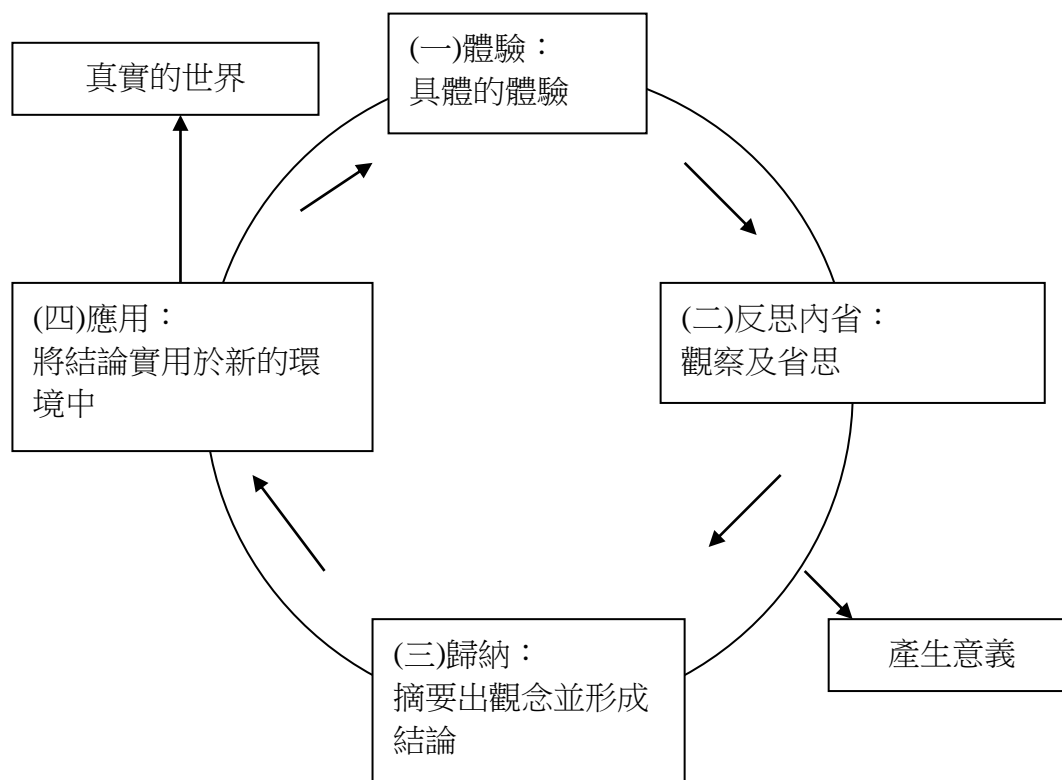 (一)體驗：
具體的體驗
真實的世界
(二)反思內省：
觀察及省思
(四)應用：
將結論實用於新的環
境中
(三)歸納：
摘要出觀念並形成
結論
產生意義